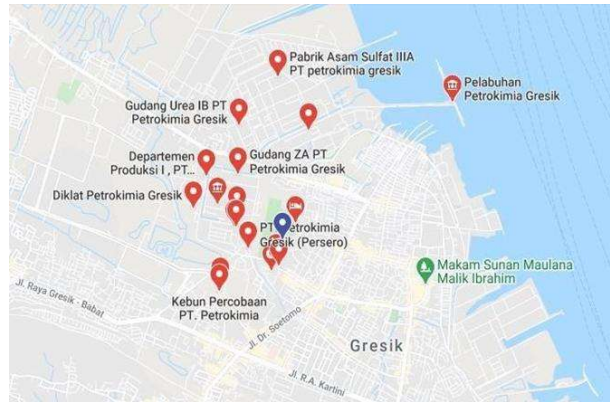 Pabrik Asam Sulfat IIIA
PT petrokimia gresik
Pelabuhan
Petrokimia Gresik
Gudang Urea IB PT
Petrokimia Gresik
Departemen
Produksi I , PT...
Gudang ZA PT
Petrokimia Gresik
Diklat Petrokimia Gresik
PT Petrokimia
Gresik (Persero)
Makam Sunan Maulana
Malik Ibrahim
Kebun Percobaan
PT. Petrokimia
Jl. Raya Gresik - Babat
Jl. Dr. Soetomo
Gresik
Jl. R.A. Kartini